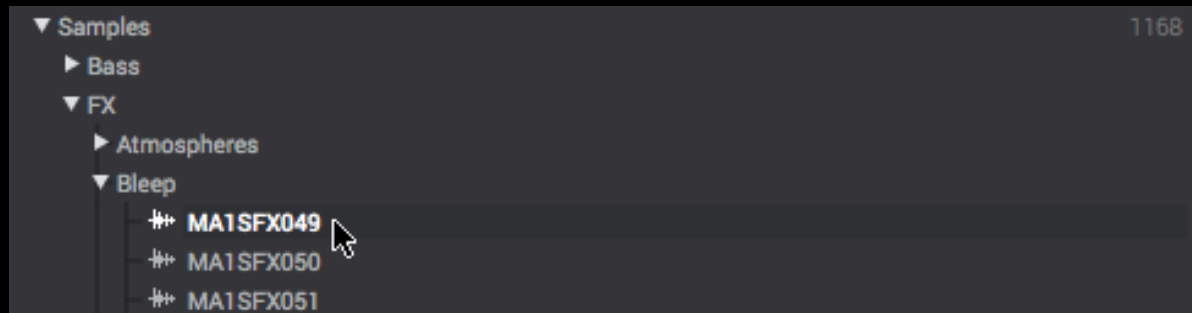 Samples 1168
Bass
FX
Atmospheres
Bleep
MA1SFX049
MA1SFX050
MA1SFX051